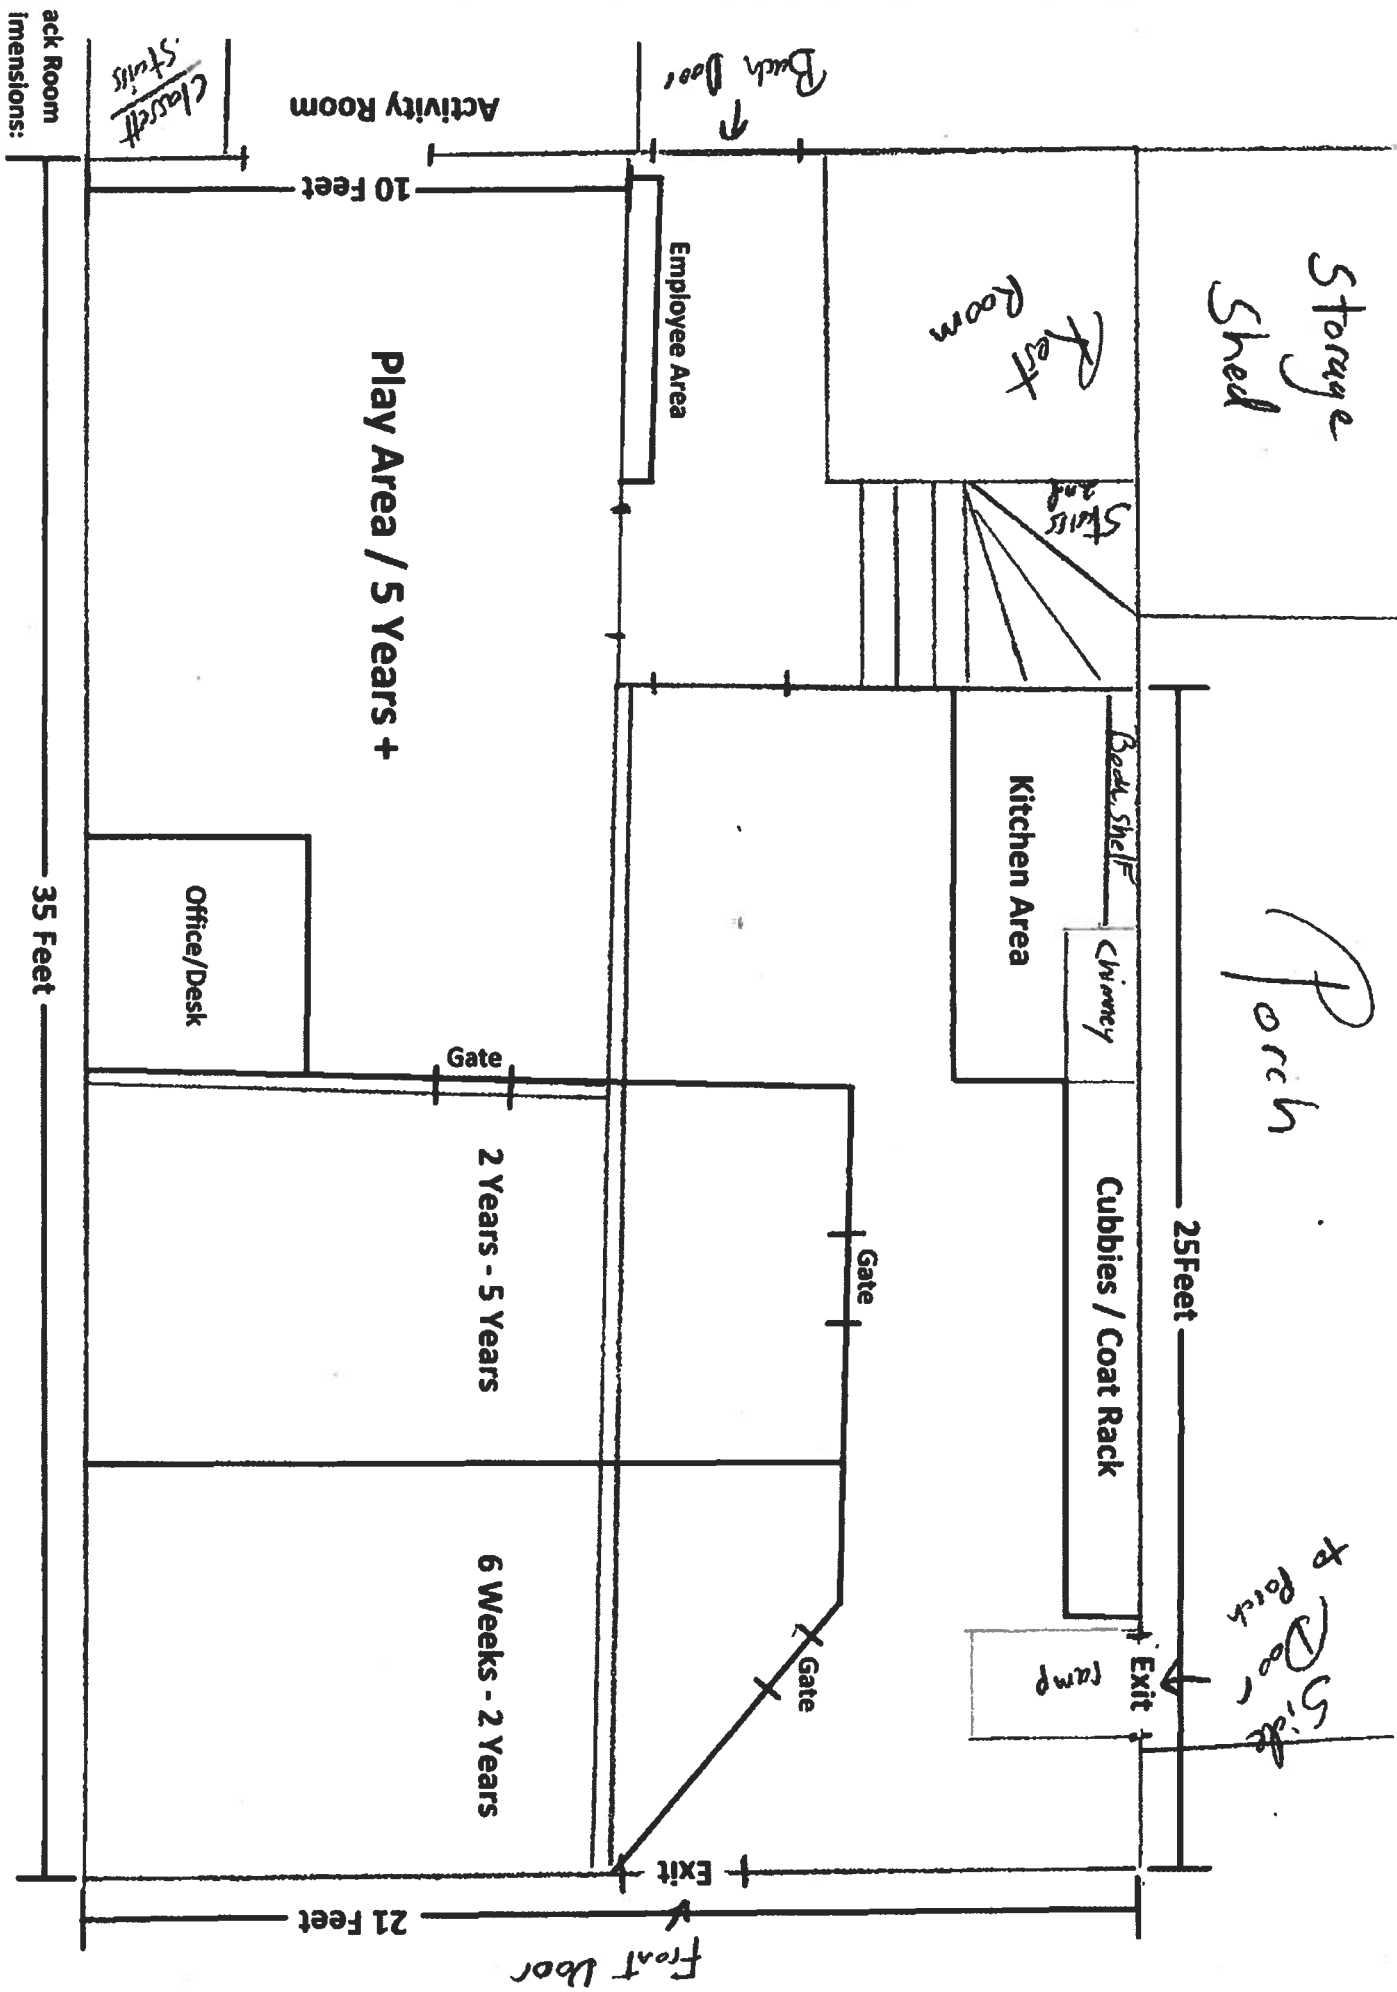 Storage
Shed
Porch
Side
Door
to Porch
25Feet
Rest
Room
Stairs
2nd
Book shelf
Chimney
Kitchen Area
Cubbies / Coat Rack
Exit
ramp
Back
Door
Employee Area
Gate
Gate
Exit
Front Door
Activity Room
10 Feet
Play Area / 5 Years +
Gate
2 Years - 5 Years
6 Weeks - 2 Years
21 Feet
Office/Desk
Classett
Stairs
35 Feet
ack Room
imensions: